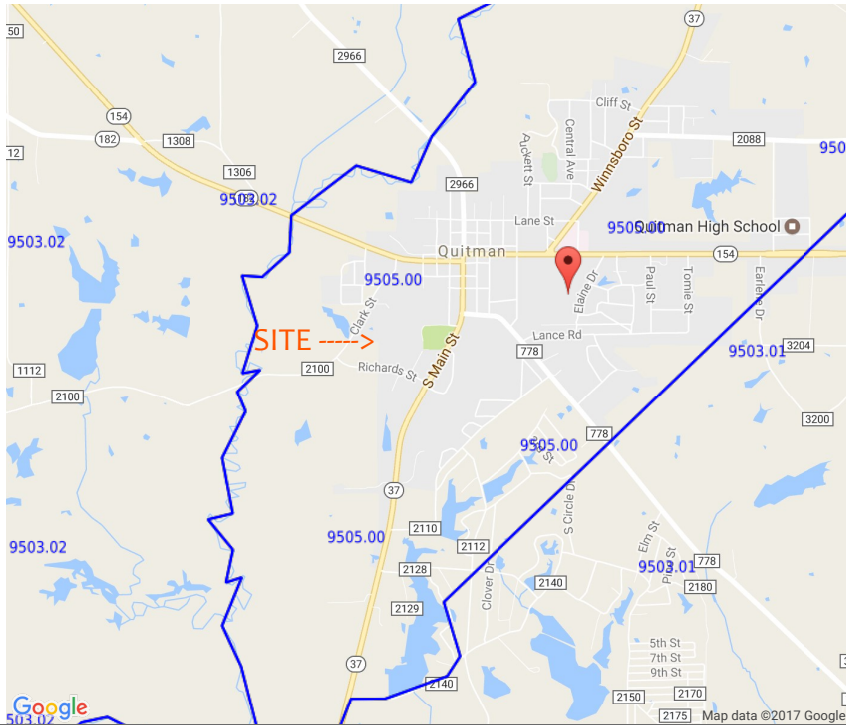 37
50
2966
154
Cliff St
182
1308
Central Ave
Auckett St
Winnsboro St
2088
12
1306
2966
9503.02
Lane St
9505.00
Quitman High School
9503.02
Quitman
154
9505.00
Elaine Dr
Paul St
Tomie St
Earlene Dr
Clark St
SITE ----->
Lance Rd
S Main St
778
3204
9503.01
Richards St
1112
2100
2100
3200
778
9505.00
37
S Circle Dr
2110
9505.00
2112
Elm St
9503.02
778
2128
2140
9503.01
Clover Dr
2180
2129
5th St
7th St
9th St
37
2140
2150
2170
Google
2175
Map data ©2017 Google